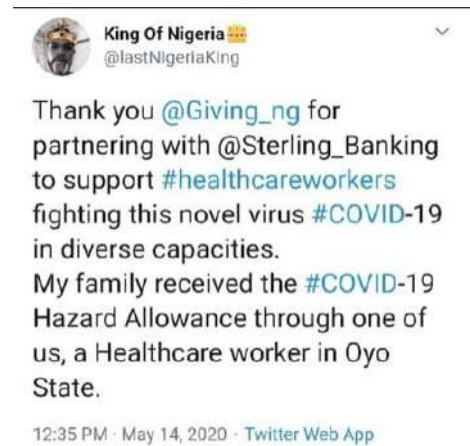 King Of Nigeria👑
@lastNigeriaKing
Thank you @Giving_ng for
partnering with @Sterling_Banking
to support #healthcareworkers
fighting this novel virus #COVID-19
in diverse capacities.
My family received the #COVID-19
Hazard Allowance through one of
us, a Healthcare worker in Oyo
State.
12:35 PM · May 14, 2020 · Twitter Web App